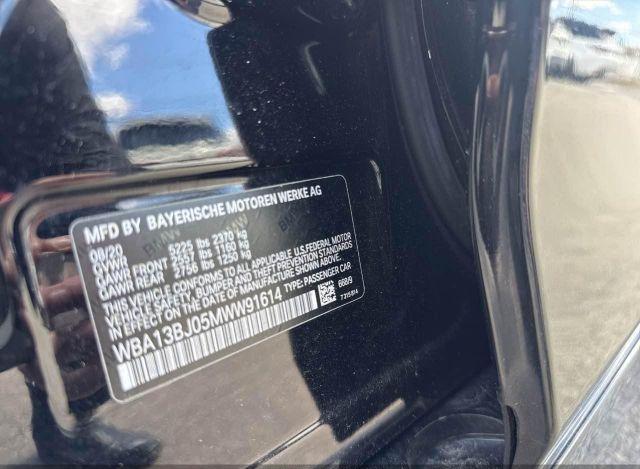 MFD BY BAYERISCHE MOTOREN WERKE AG
08/20
GVWR 5225 lbs 2370 kg
GAWR FRONT 2557 lbs 1160 kg
GAWR REAR 2756 lbs 1250 kg
THIS VEHICLE CONFORMS TO ALL APPLICABLE U.S.FEDERAL MOTOR
VEHICLE SAFETY, BUMPER AND THEFT PREVENTION STANDARDS
IN EFFECT ON THE DATE OF MANUFACTURE SHOWN ABOVE.
WBA13BJ05MWW91614 TYPE: PASSENGER CAR
668/9